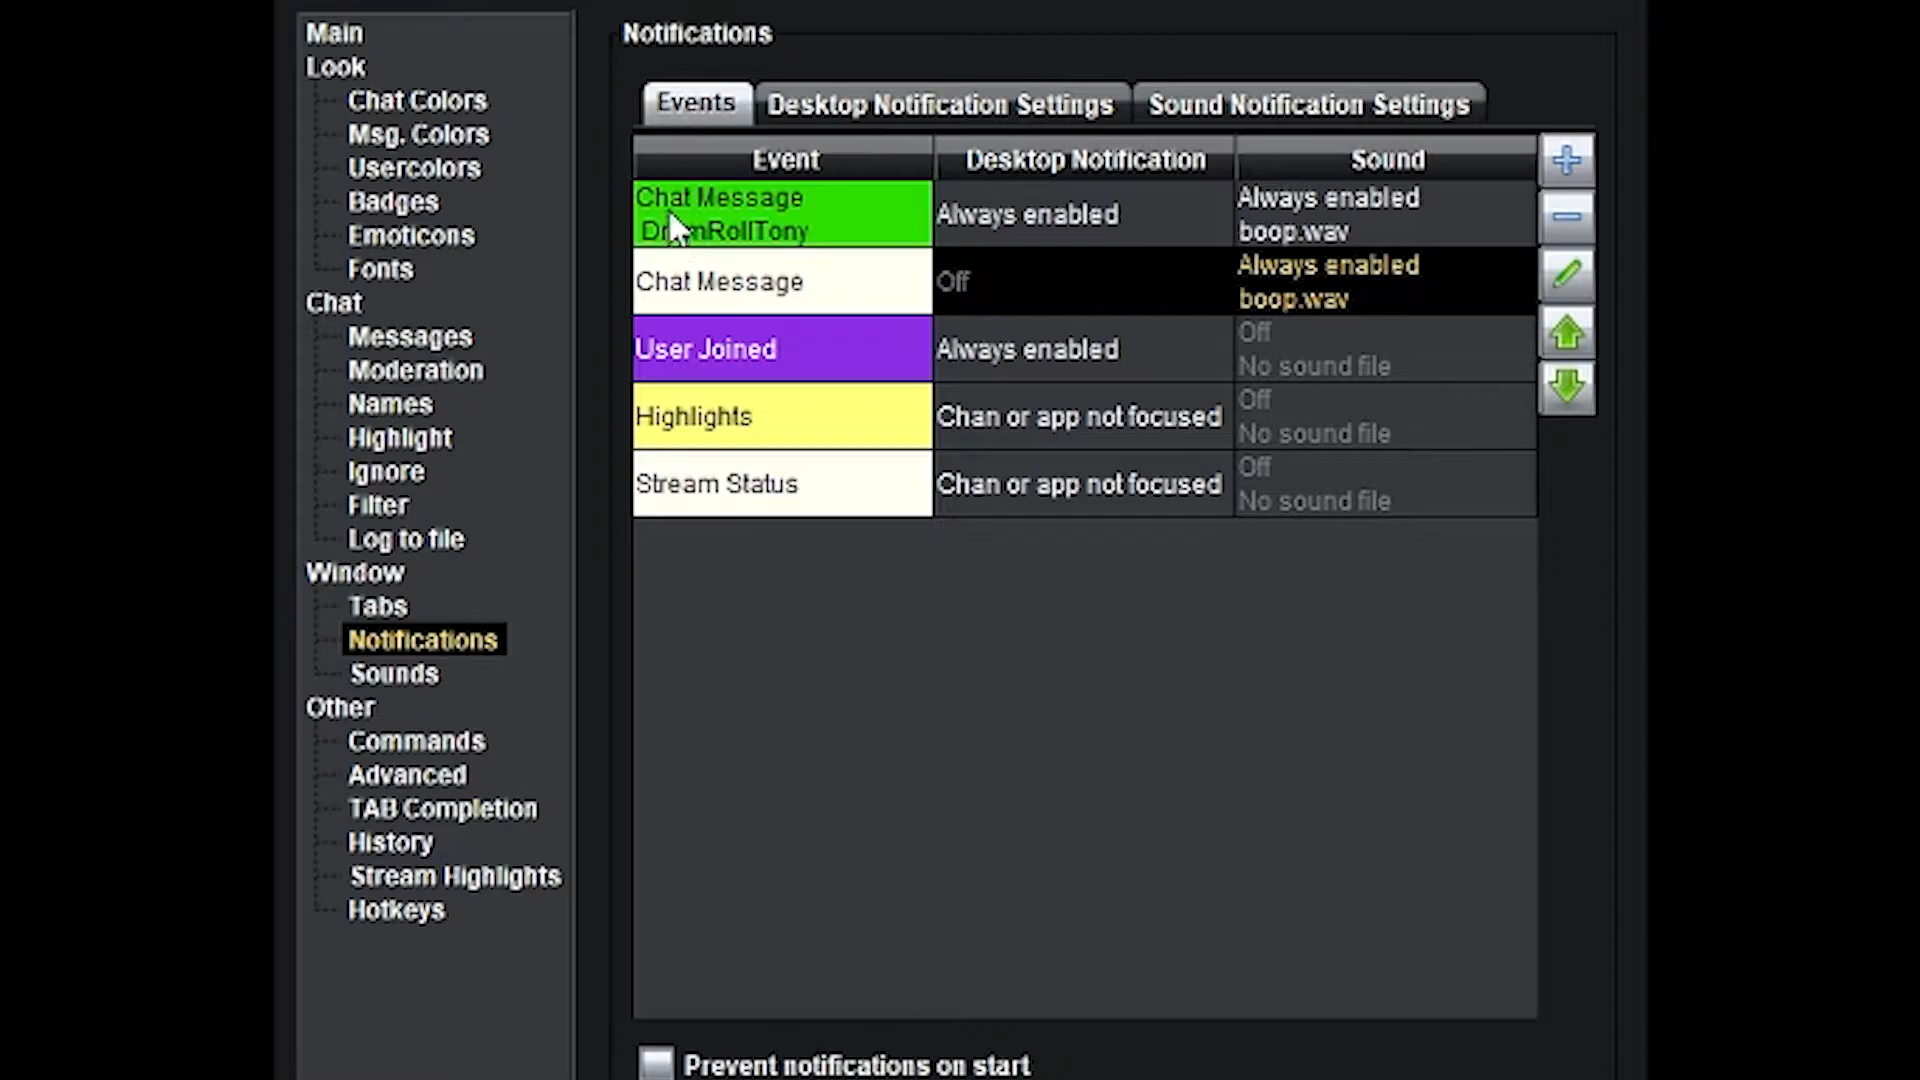 Main
Look
Chat Colors
Msg. Colors
Usercolors
Badges
Emoticons
Fonts
Chat
Messages
Moderation
Names
Highlight
Ignore
Filter
Log to file
Window
Tabs
Notifications
Sounds
Other
Commands
Advanced
TAB Completion
History
Stream Highlights
Hotkeys
Notifications
Events Desktop Notification Settings Sound Notification Settings
Event Desktop Notification Sound
Chat Message
Always enabled
Always enabled
boop.wav
Chat Message
Off
Always enabled
boop.wav
User Joined
Always enabled
Off
No sound file
Highlights
Chan or app not focused
Off
No sound file
Stream Status
Chan or app not focused
Off
No sound file
Prevent notifications on start